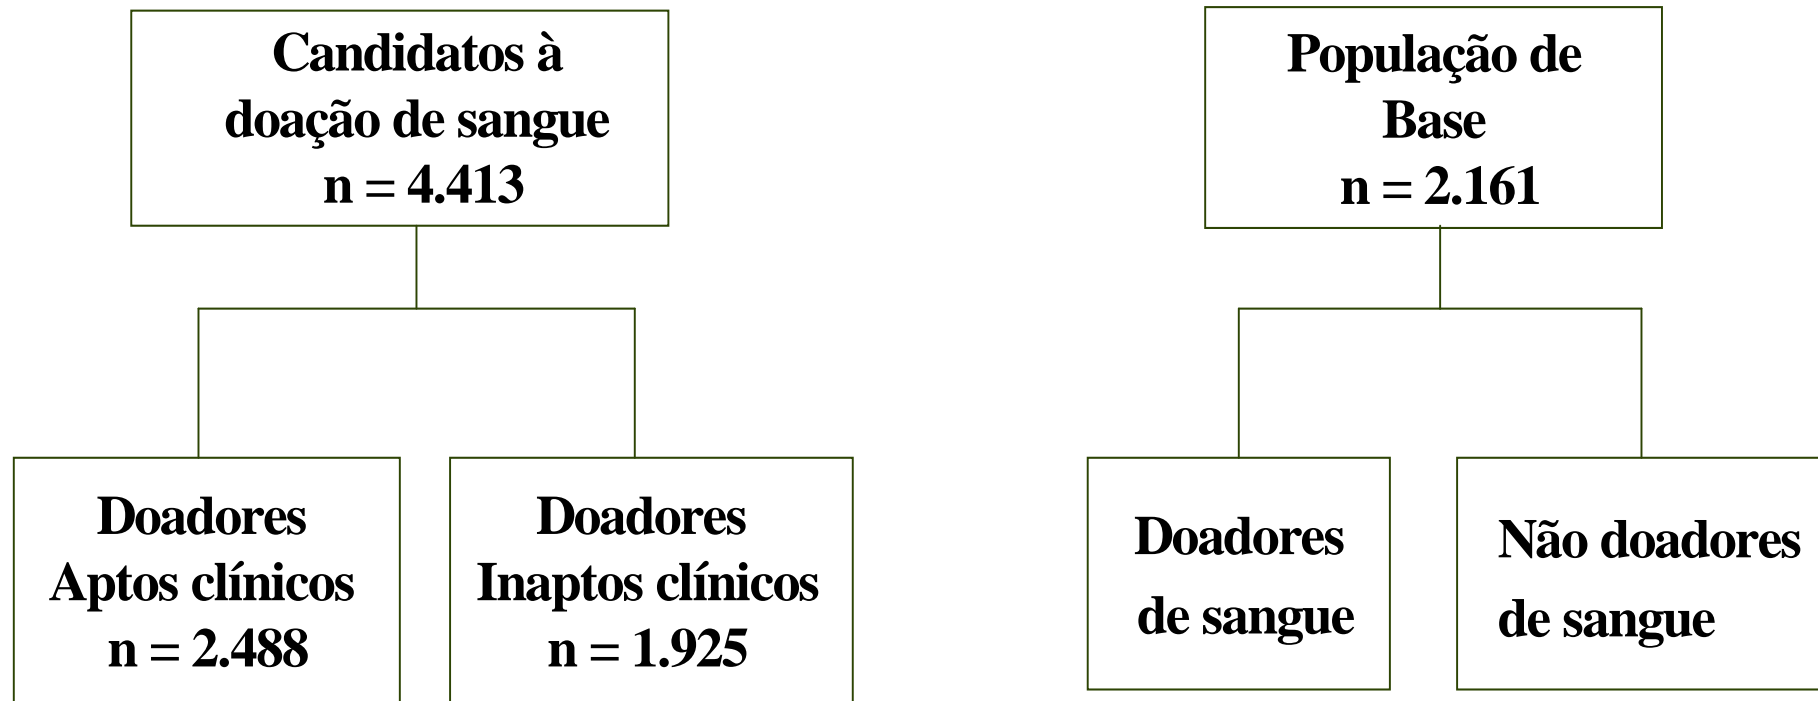 Candidatos à
doação de sangue
n = 4.413
População de
Base
n = 2.161
Doadores
Aptos clínicos
n = 2.488
Doadores
Inaptos clínicos
n = 1.925
Doadores
de sangue
Não doadores
de sangue